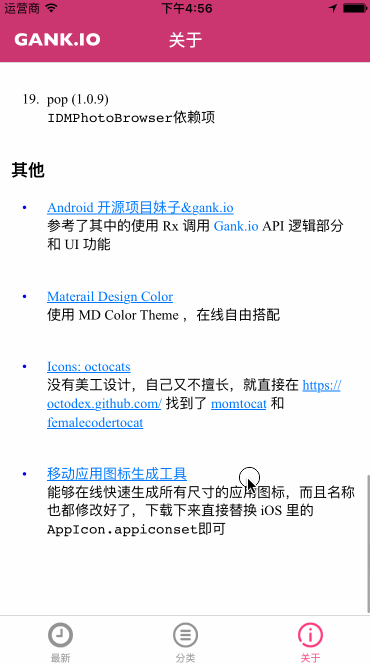 运营商 下午4:56
GANK.IO 关于
19. pop (1.0.9)
IDMPhotoBrowser依赖项
其他
• Android 开源项目妹子&gank.io
参考了其中的使用 Rx 调用 Gank.io API 逻辑部分
和 UI 功能
• Materail Design Color
使用 MD Color Theme ，在线自由搭配
• Icons: octocats
没有美工设计，自己又不擅长，就直接在 https://
octodex.github.com/ 找到了 momtocat 和
femalecodertocat
• 移动应用图标生成工具
能够在线快速生成所有尺寸的应用图标，而且名称
也都修改好了，下载下来直接替换 iOS 里的
AppIcon.appiconset即可
最新 分类 关于